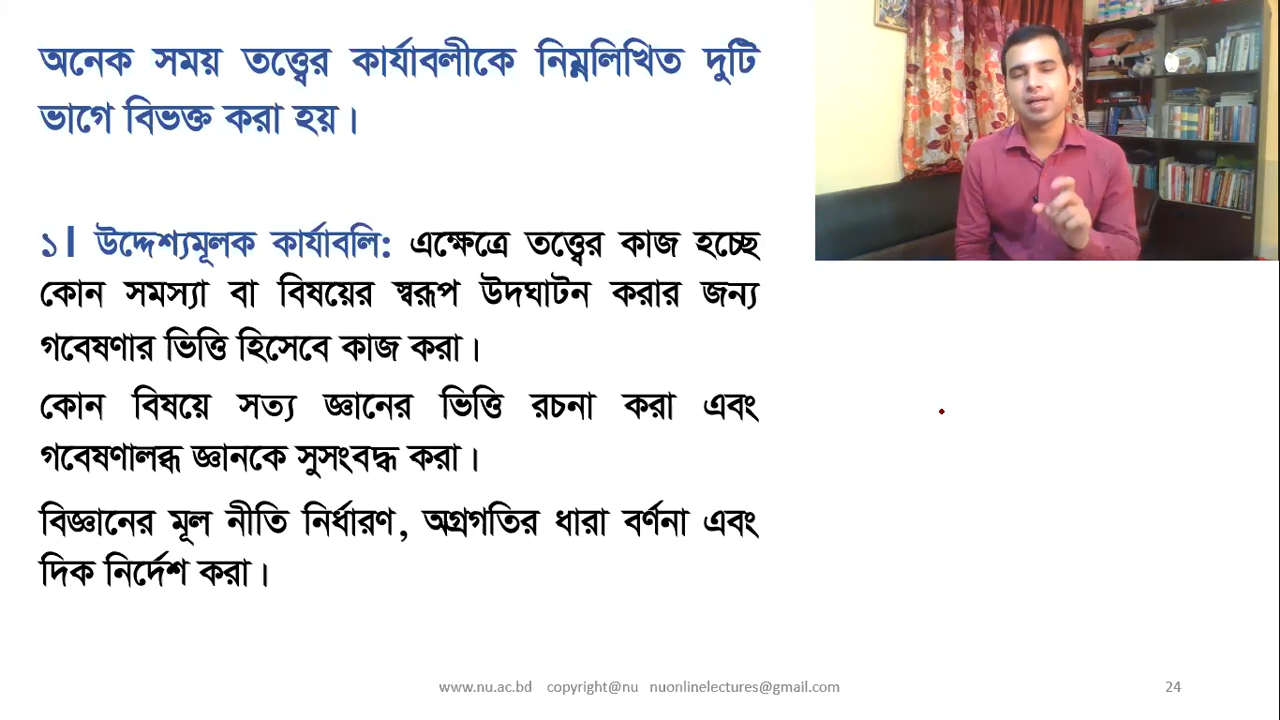 অনেক সময় তত্ত্বের কার্যাবলীকে নিম্নলিখিত দুটি
ভাগে বিভক্ত করা হয়।
১। উদ্দেশ্যমূলক কার্যাবলি: এক্ষেত্রে তত্ত্বের কাজ হচ্ছে
কোন সমস্যা বা বিষয়ের স্বরূপ উদঘাটন করার জন্য
গবেষণার ভিত্তি হিসেবে কাজ করা।
কোন বিষয়ে সত্য জ্ঞানের ভিত্তি রচনা করা এবং
গবেষণালব্ধ জ্ঞানকে সুসংবদ্ধ করা।
বিজ্ঞানের মূল নীতি নির্ধারণ, অগ্রগতির ধারা বর্ণনা এবং
দিক নির্দেশ করা।
www.nu.ac.bd copyright@nu nuonlinelectures@gmail.com 24